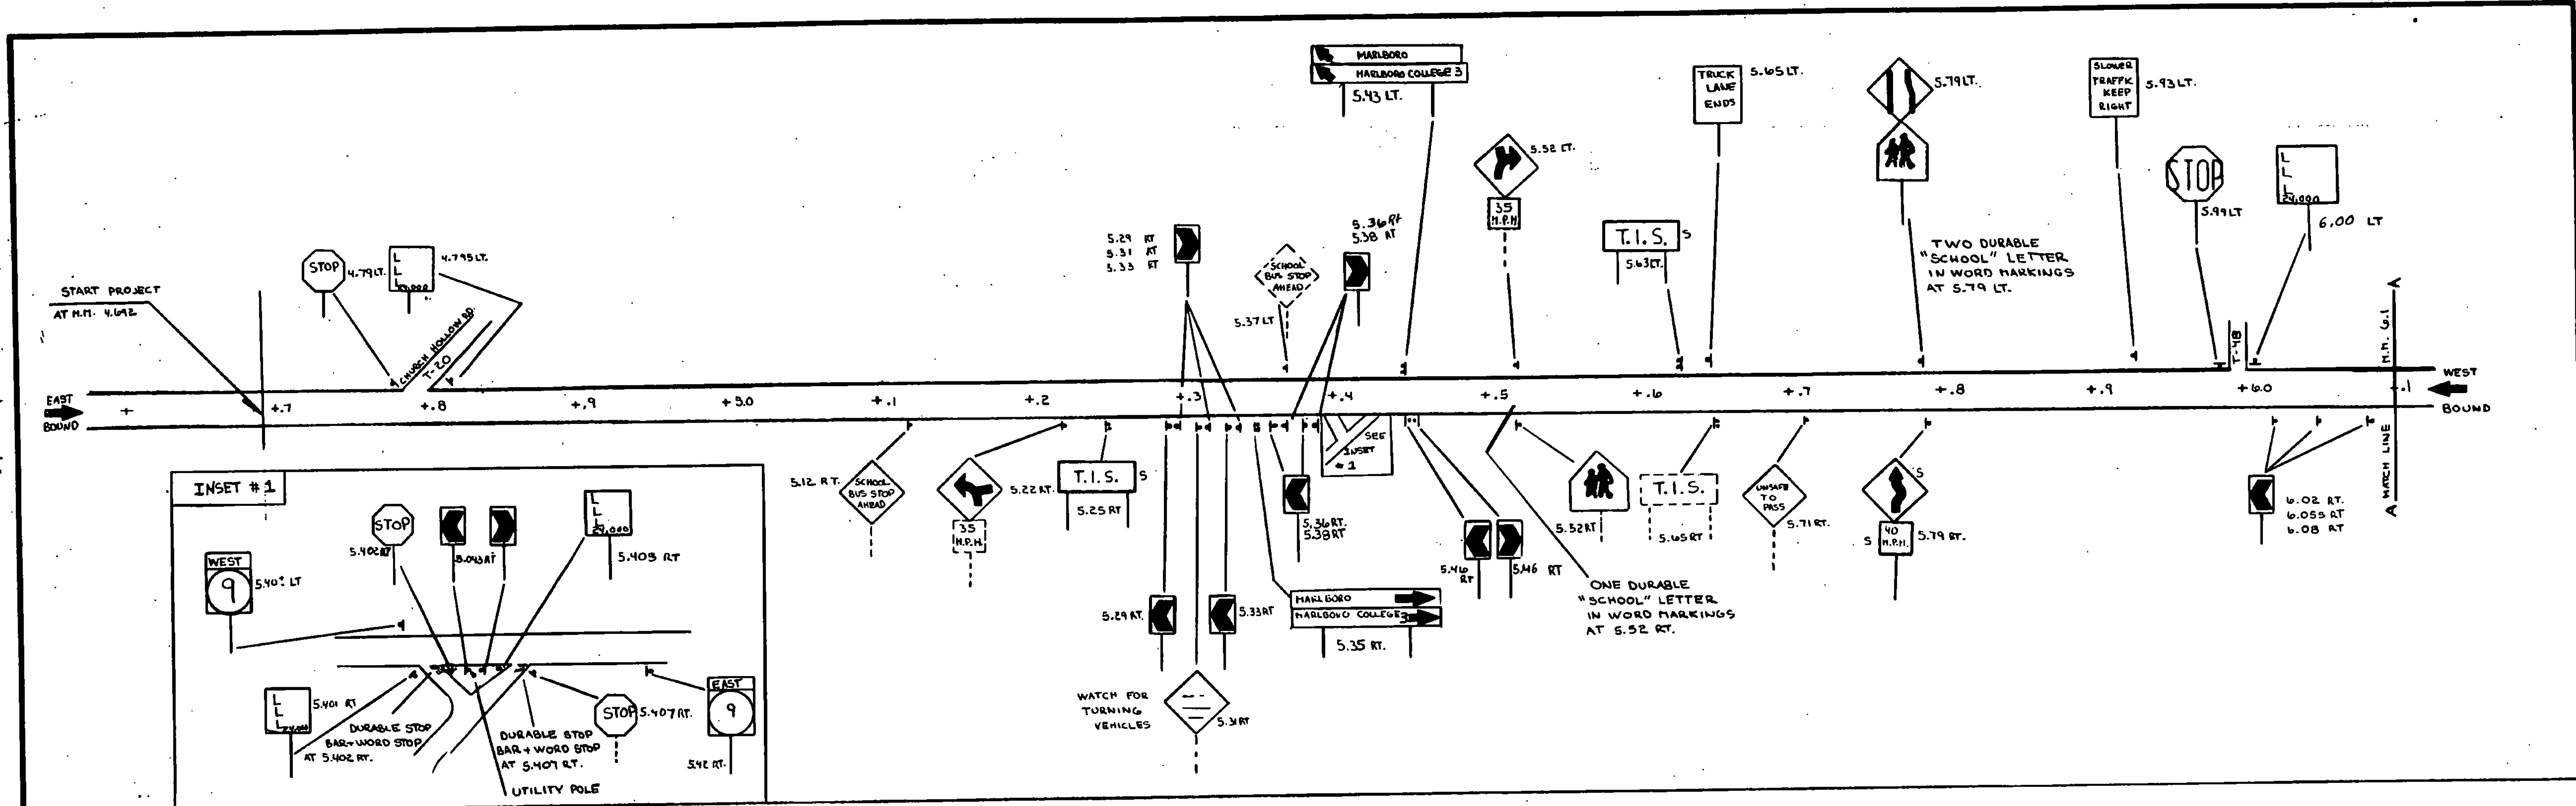 MARLBORO
MARLBORO COLLEGE 3
5.43 LT.
TRUCK
LANE
ENDS
5.65 LT.
5.79 LT.
SLOWER
TRAFFIC
KEEP
RIGHT
5.93 LT.
35
M.P.H
5.52 LT.
T.I.S. S
5.63 LT.
TWO DURABLE
"SCHOOL" LETTER
IN WORD MARKINGS
AT 5.79 LT.
STOP
5.99 LT
L
L
L
24,000
6.00 LT
START PROJECT
AT M.M. 4.692
STOP
4.79 LT.
L
L
L
4.795 LT.
CHURCH HOLLOW RD.
T-20
5.29 RT
5.31 RT
5.33 RT
SCHOOL
BUS STOP
AHEAD
5.37 LT
5.36 RT
5.38 RT
T-48
A
MATCH LINE M.M. 6.1
A
EAST
BOUND
+ +.7 +.8 +.9 +5.0 +.1 +.2 +.3 +.4 +.5 +.6 +.7 +.8 +.9 +6.0 +.1
WEST
BOUND
SEE
INSET
#1
5.12 RT.
SCHOOL
BUS STOP
AHEAD
35
M.P.H.
5.22 RT.
T.I.S. S
5.25 RT
5.36 RT.
5.38 RT
5.46
RT
5.46 RT
5.52 RT
T.I.S.
5.65 RT
UNSAFE
TO
PASS
5.71 RT.
S
S
40
M.P.H.
5.79 RT.
6.02 RT.
6.055 RT
6.08 RT
5.29 RT.
5.33 RT
MARLBORO
MARLBORO COLLEGE 3
5.35 RT.
ONE DURABLE
"SCHOOL" LETTER
IN WORD MARKINGS
AT 5.52 RT.
WATCH FOR
TURNING
VEHICLES
5.31 RT
INSET #1
WEST
9
STOP
5.402 RT
5.043 RT
L
L
L
24,000
5.405 RT
L
L
L
24,000
5.401 RT
DURABLE STOP
BAR + WORD STOP
AT 5.402 RT.
DURABLE STOP
BAR + WORD STOP
AT 5.407 RT.
STOP
5.407 RT.
EAST
9
5.42 RT.
UTILITY POLE